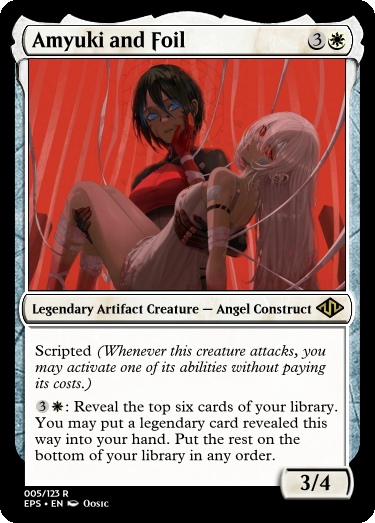 Amyuki and Foil 3
Legendary Artifact Creature — Angel Construct
Scripted (Whenever this creature attacks, you
may activate one of its abilities without paying
its costs.)
3: Reveal the top six cards of your library.
You may put a legendary card revealed this
way into your hand. Put the rest on the
bottom of your library in any order.
3/4
005/123 R
EPS • EN Oosic